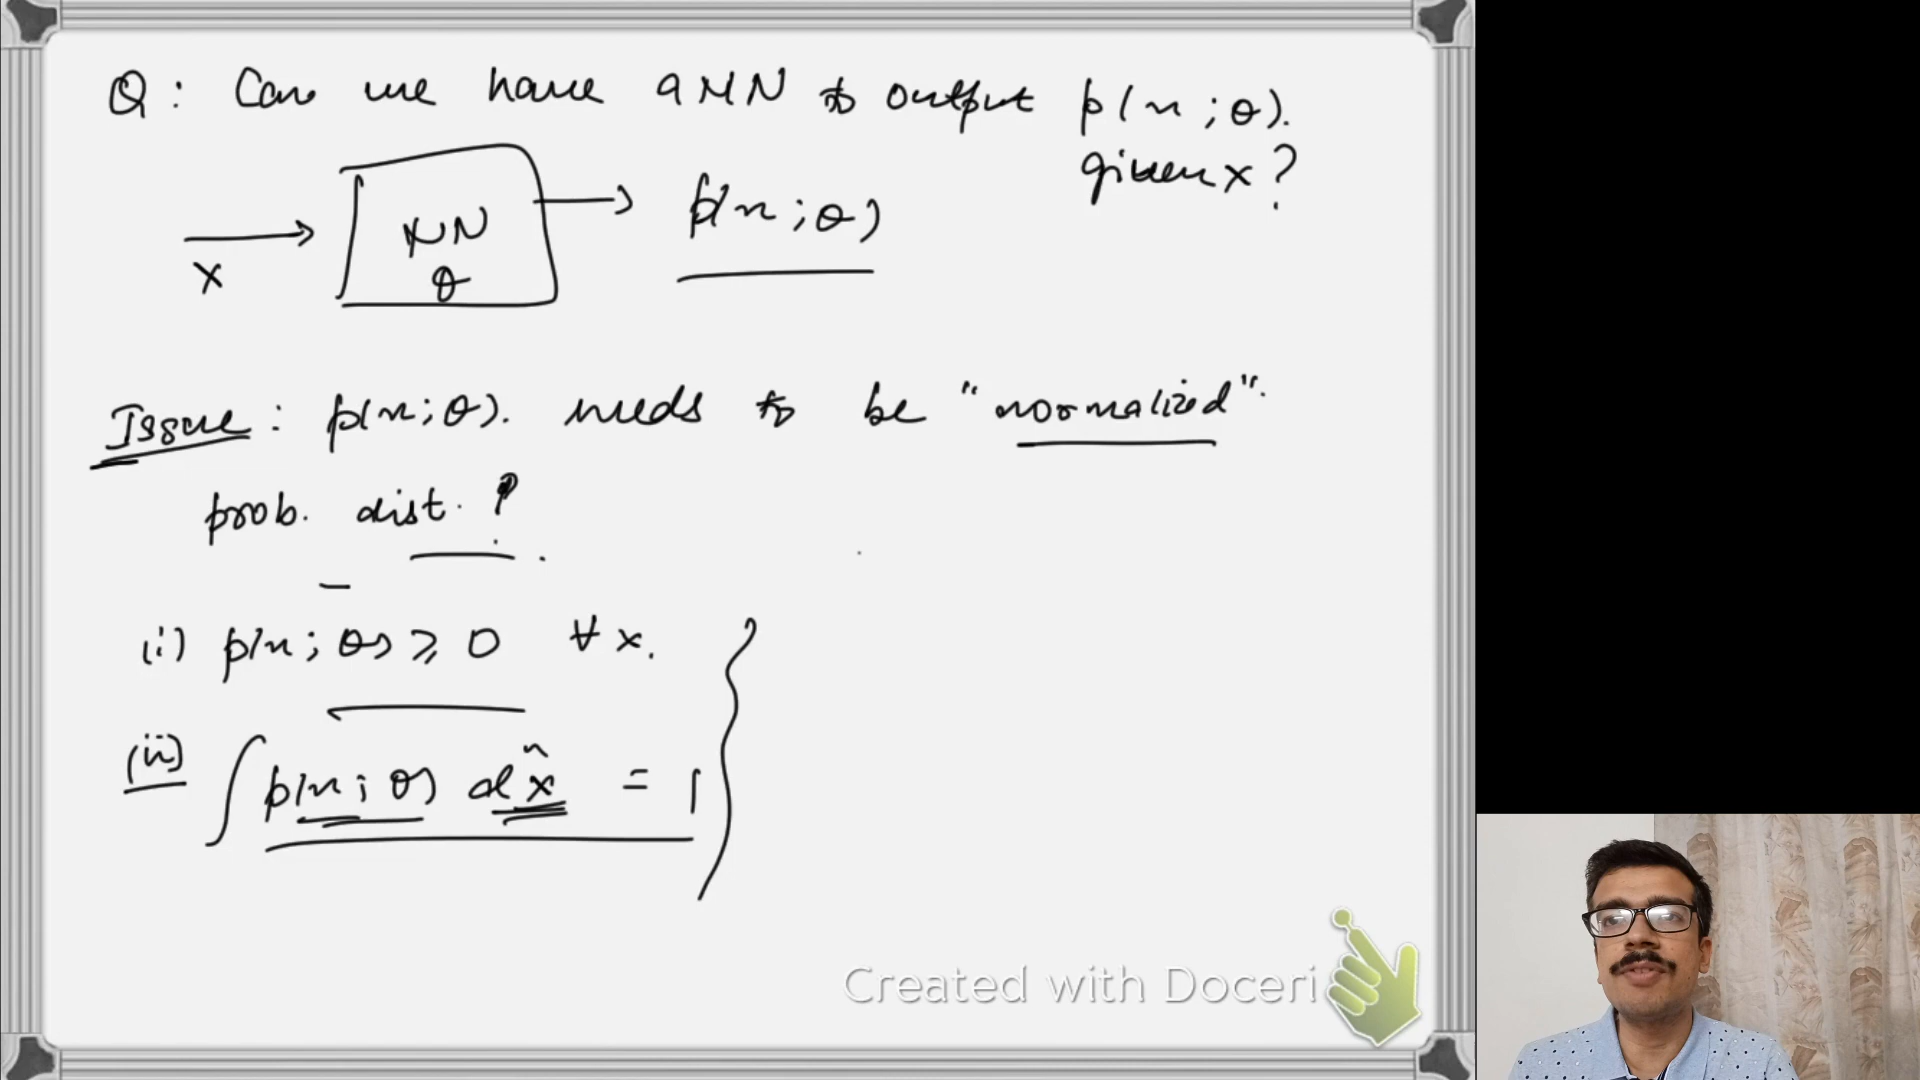 Q: Can we have a NN to output p(x;θ).
given x?
x
NN
θ
p(x;θ)
Issue: p(x;θ). needs to be "normalized".
prob. dist. ?
(i) p(x;θ) ≥ 0 ∀ x.
(ii) ∫ p(x;θ) dx = 1
Created with Doceri